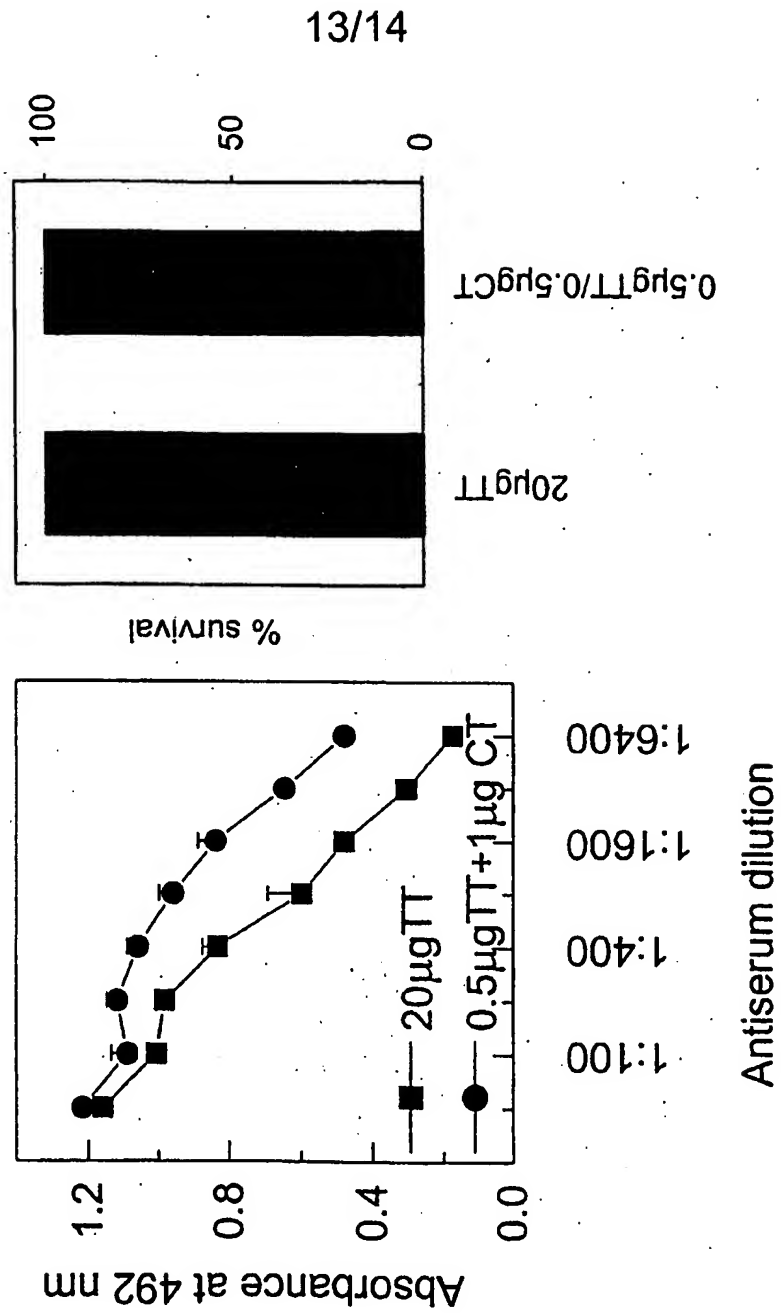 13/14
100
50
0
% survival
20µgTT
0.5µgTT/0.5µgCT
Absorbance at 492 nm
1.2
0.8
0.4
0.0
20µgTT
0.5µgTT+1µg CT
1:100
1:400
1:1600
1:6400
Antiserum dilution